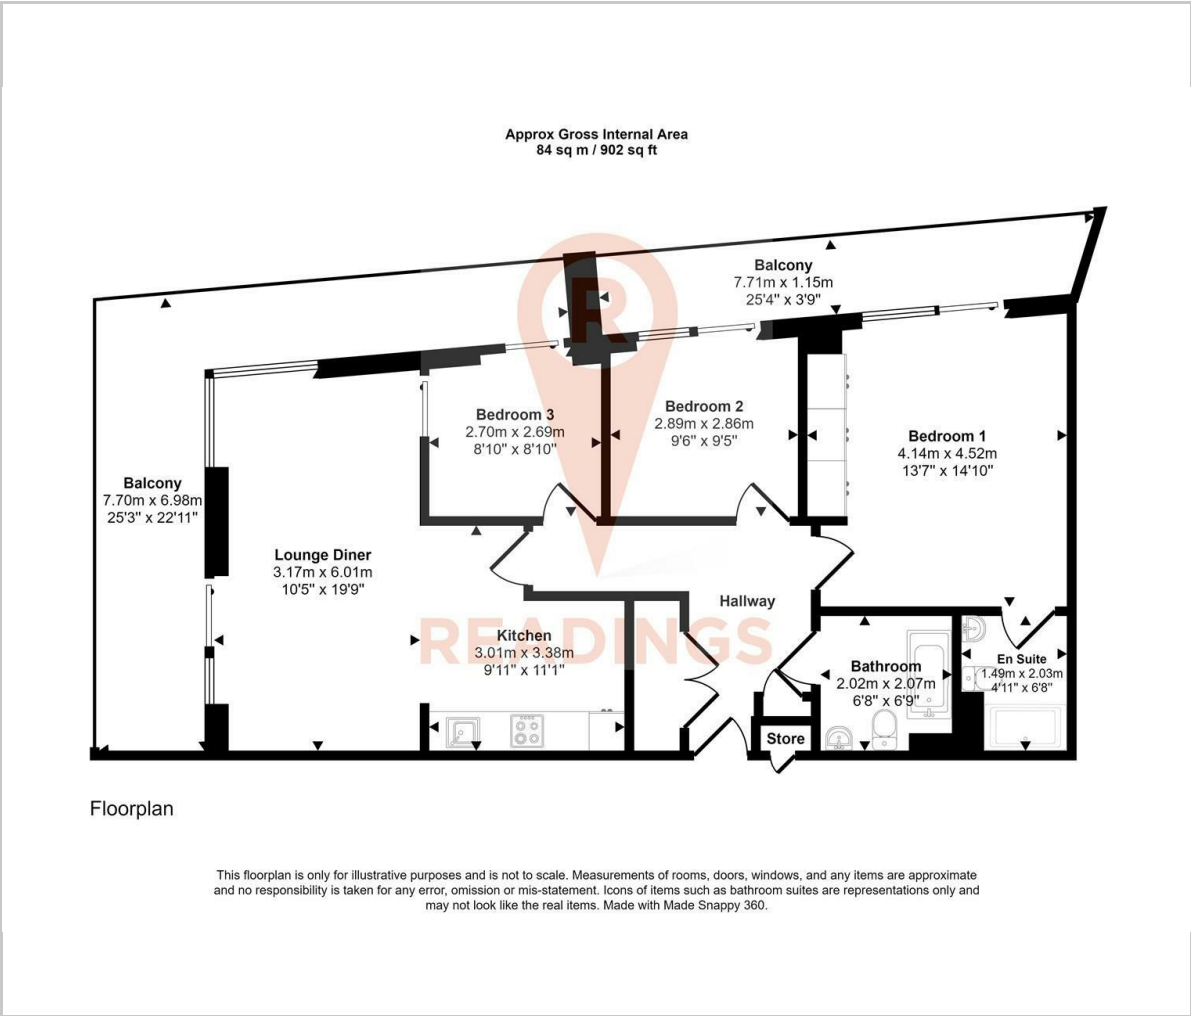 Approx Gross Internal Area
84 sq m / 902 sq ft
Balcony
7.71m x 1.15m
25'4" x 3'9"
R
Bedroom 3
2.70m x 2.69m
8'10" x 8'10"
Bedroom 2
2.89m x 2.86m
9'6" x 9'5"
Bedroom 1
4.14m x 4.52m
13'7" x 14'10"
Balcony
7.70m x 6.98m
25'3" x 22'11"
Lounge Diner
3.17m x 6.01m
10'5" x 19'9"
Hallway
READINGS
Kitchen
3.01m x 3.38m
9'11" x 11'1"
Bathroom
2.02m x 2.07m
6'8" x 6'9"
En Suite
1.49m x 2.03m
4'11" x 6'8"
Store
Floorplan
This floorplan is only for illustrative purposes and is not to scale. Measurements of rooms, doors, windows, and any items are approximate
and no responsibility is taken for any error, omission or mis-statement. Icons of items such as bathroom suites are representations only and
may not look like the real items. Made with Made Snappy 360.